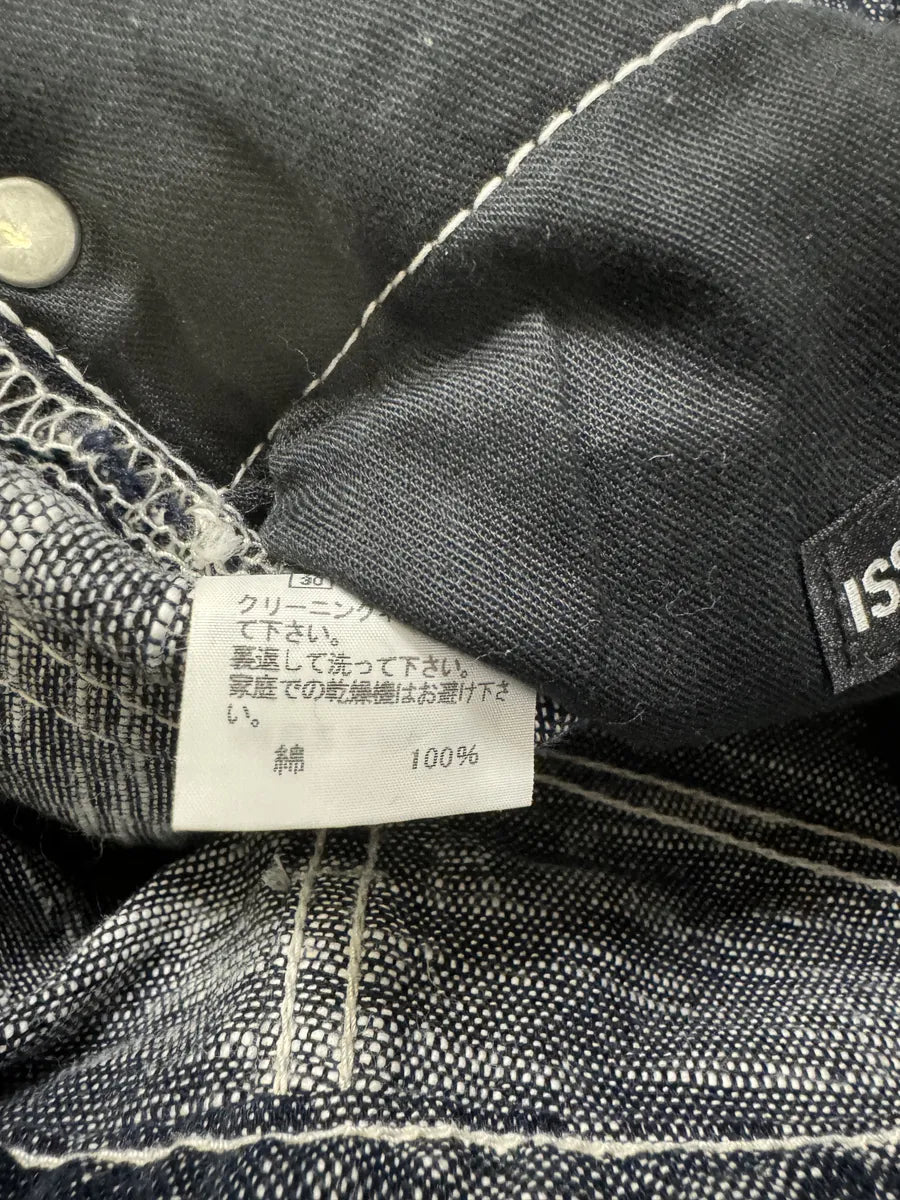 30
クリーニング
て下さい。
裏返して洗って下さい。
家庭での乾燥機はお避け下さ
い。
綿 100%
ISS